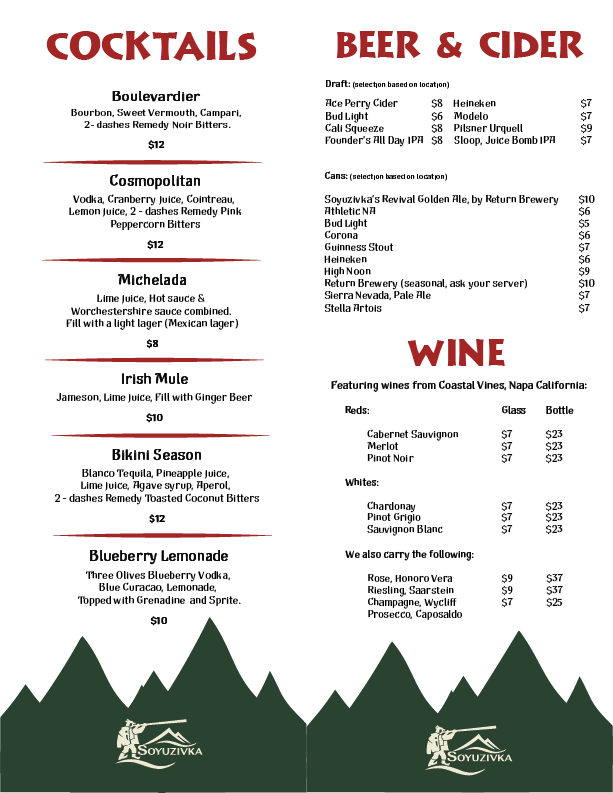 COCKTAILS
Boulevardier
Bourbon, Sweet Vermouth, Campari,
2- dashes Remedy Noir Bitters.
$12
Cosmopolitan
Vodka, Cranberry Juice, Cointreau,
Lemon Juice, 2 - dashes Remedy Pink
Peppercorn Bitters
$12
Michelada
Lime Juice, Hot sauce &
Worchestershire sauce combined.
Fill with a light lager (Mexican lager)
$8
Irish Mule
Jameson, Lime Juice, Fill with Ginger Beer
$10
Bikini Season
Blanco Tequila, Pineapple Juice,
Lime Juice, Agave syrup, Aperol,
2 - dashes Remedy Toasted Coconut Bitters
$12
Blueberry Lemonade
Three Olives Blueberry Vodka,
Blue Curacao, Lemonade,
Topped with Grenadine and Sprite.
$10
SOYUZIVKA
BEER & CIDER
Draft: (selection based on location)
Ace Perry Cider $8 Heineken $7
Bud Light $6 Modelo $7
Cali Squeeze $8 Pilsner Urquell $9
Founder's All Day IPA $8 Sloop, Juice Bomb IPA $7
Cans: (selection based on location)
Soyuzivka's Revival Golden Ale, by Return Brewery $10
Athletic NA $6
Bud Light $5
Corona $6
Guinness Stout $7
Heineken $6
High Noon $9
Return Brewery (seasonal, ask your server) $10
Sierra Nevada, Pale Ale $7
Stella Artois $7
WINE
Featuring wines from Coastal Vines, Napa California:
Reds: Glass Bottle
Cabernet Sauvignon $7 $23
Merlot $7 $23
Pinot Noir $7 $23
Whites:
Chardonay $7 $23
Pinot Grigio $7 $23
Sauvignon Blanc $7 $23
We also carry the following:
Rose, Honoro Vera $9 $37
Riesling, Saarstein $9 $37
Champagne, Wycliff $7 $25
Prosecco, Caposaldo
SOYUZIVKA